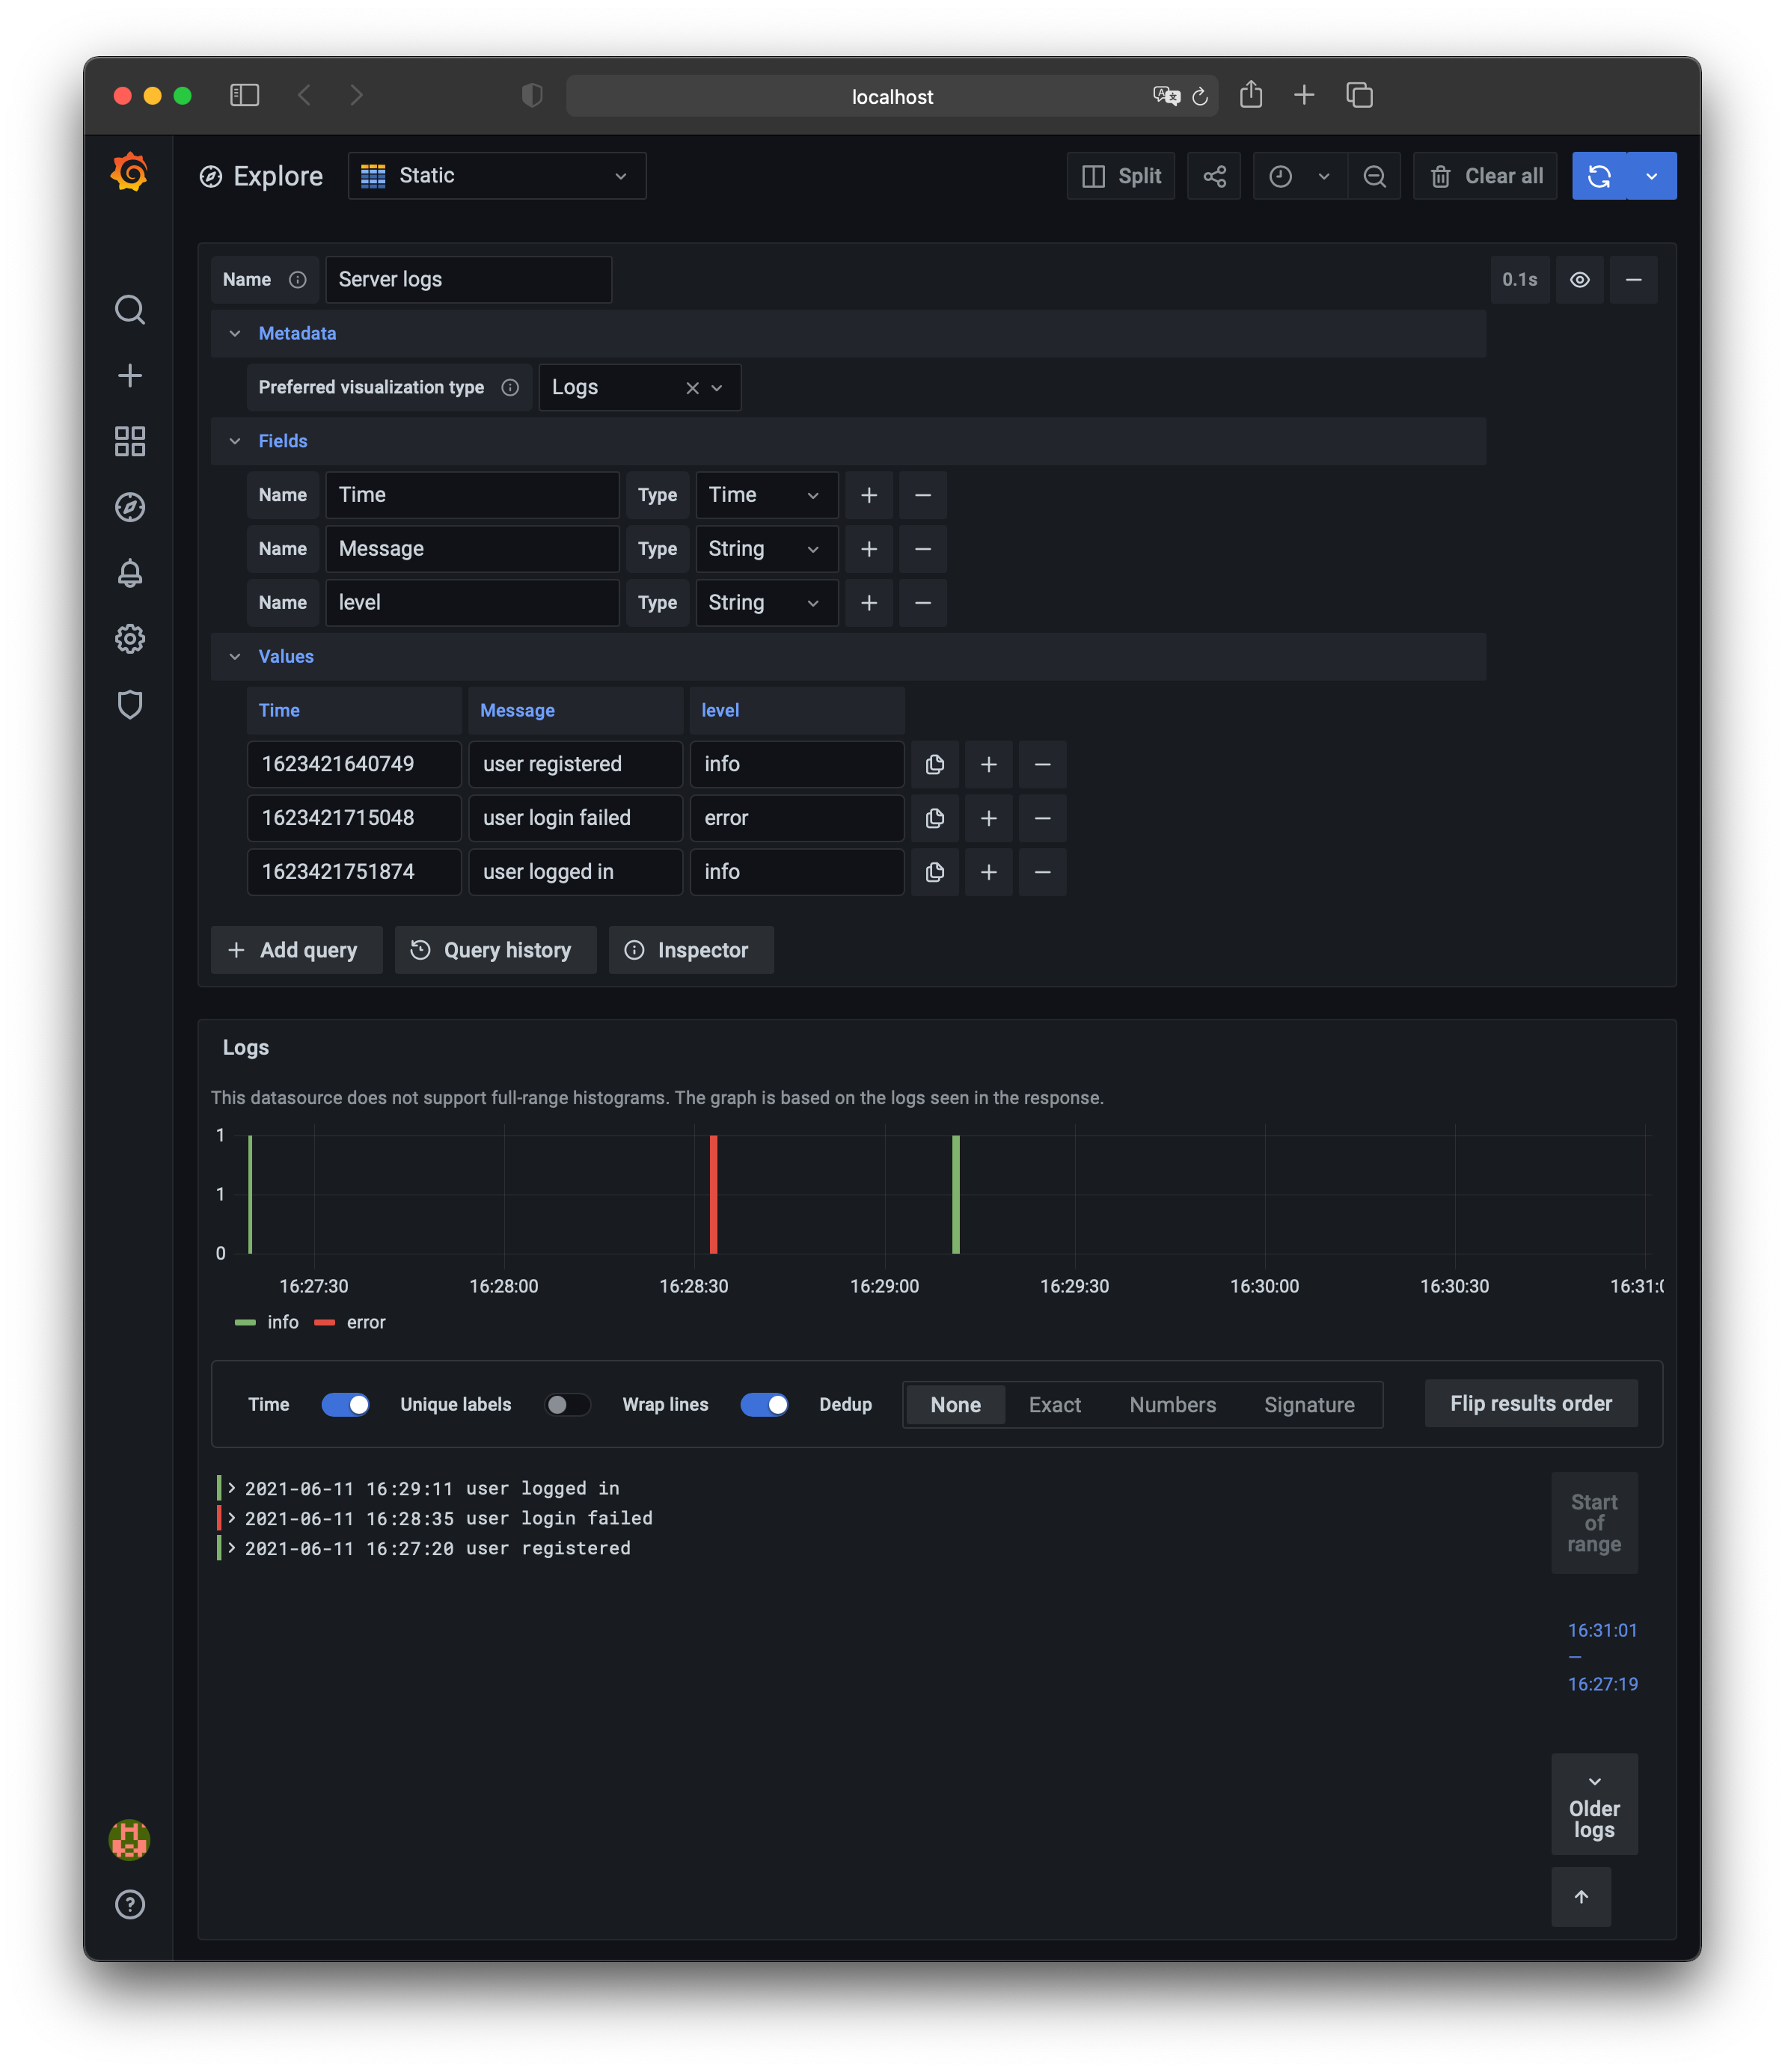 localhost
Explore Static Split Clear all
Name Server logs 0.1s
Metadata
Preferred visualization type Logs
Fields
Name Time Type Time
Name Message Type String
Name level Type String
Values
Time Message level
1623421640749 user registered info
1623421715048 user login failed error
1623421751874 user logged in info
Add query Query history Inspector
Logs
This datasource does not support full-range histograms. The graph is based on the logs seen in the response.
1
1
0
16:27:30 16:28:00 16:28:30 16:29:00 16:29:30 16:30:00 16:30:30 16:31:0
info error
Time Unique labels Wrap lines Dedup None Exact Numbers Signature Flip results order
2021-06-11 16:29:11 user logged in
2021-06-11 16:28:35 user login failed
2021-06-11 16:27:20 user registered
Start
of
range
16:31:01
—
16:27:19
Older
logs